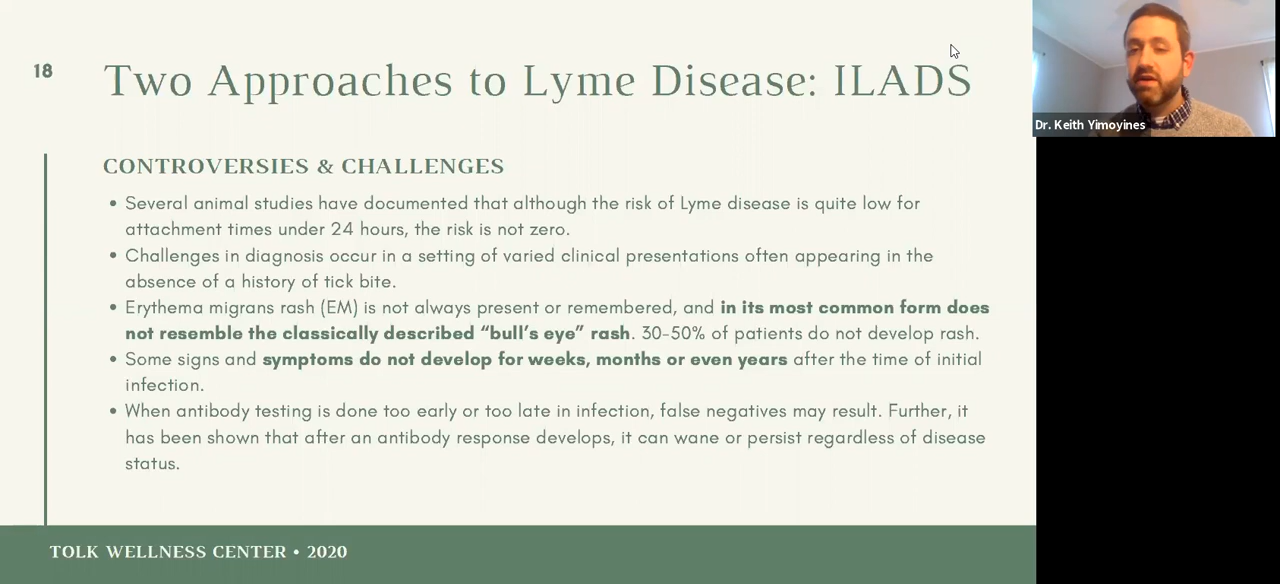 18
Two Approaches to Lyme Disease: ILADS
Dr. Keith Yimoyines
CONTROVERSIES & CHALLENGES
• Several animal studies have documented that although the risk of Lyme disease is quite low for
attachment times under 24 hours, the risk is not zero.
• Challenges in diagnosis occur in a setting of varied clinical presentations often appearing in the
absence of a history of tick bite.
• Erythema migrans rash (EM) is not always present or remembered, and in its most common form does
not resemble the classically described “bull’s eye” rash. 30-50% of patients do not develop rash.
• Some signs and symptoms do not develop for weeks, months or even years after the time of initial
infection.
• When antibody testing is done too early or too late in infection, false negatives may result. Further, it
has been shown that after an antibody response develops, it can wane or persist regardless of disease
status.
TOLK WELLNESS CENTER • 2020